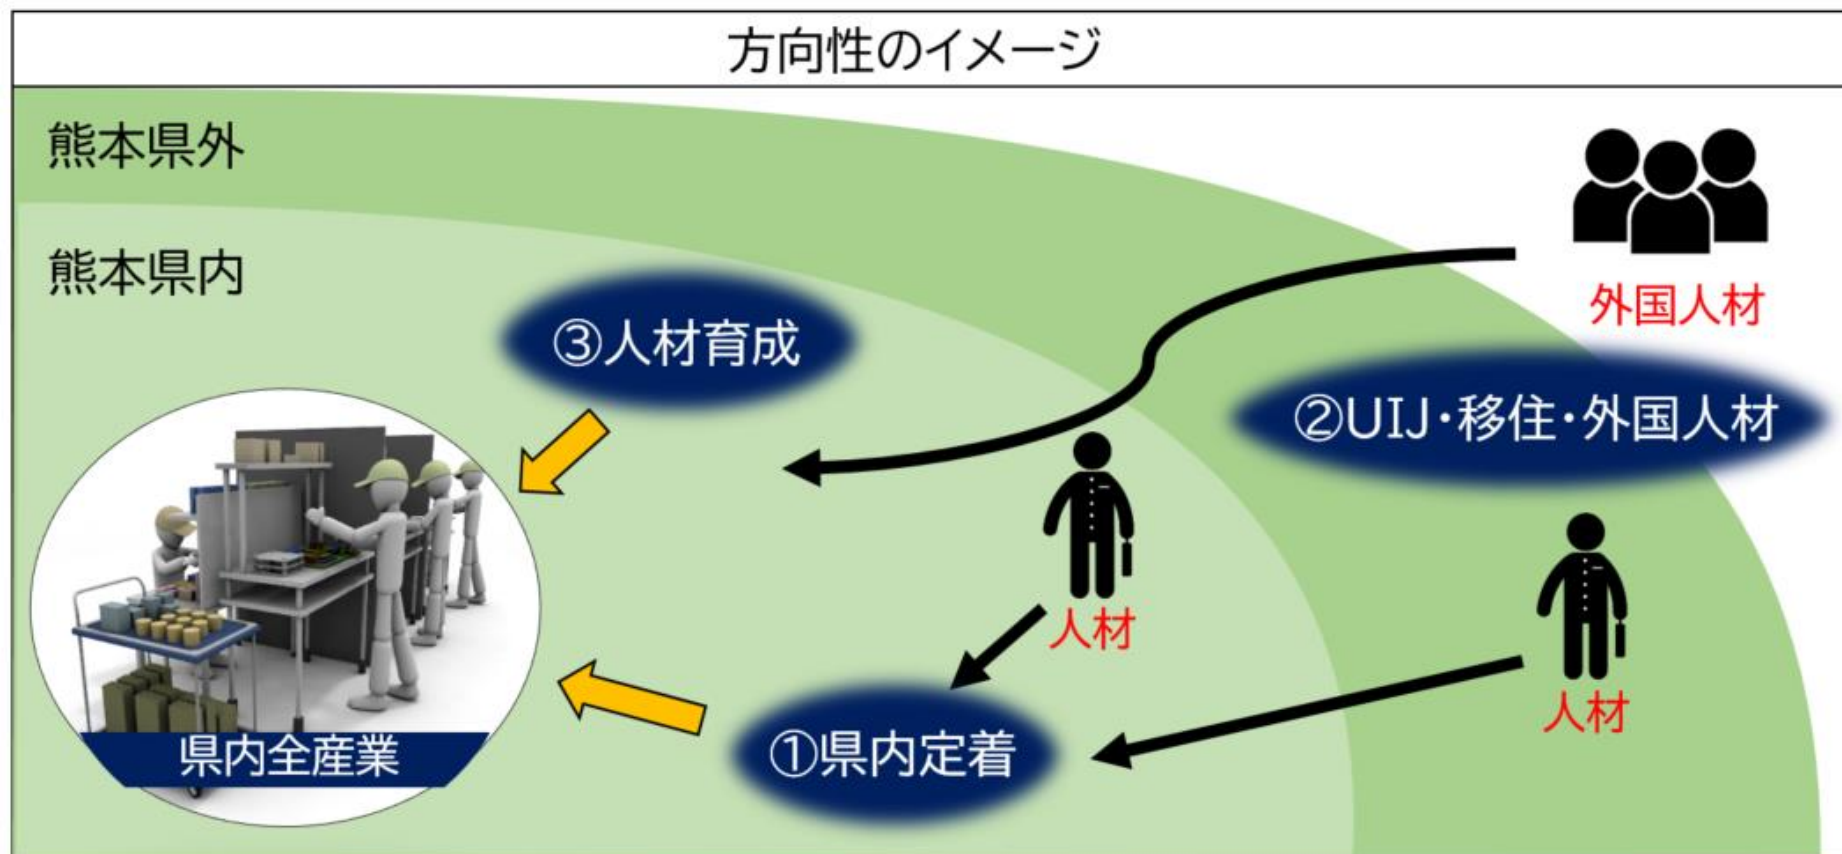 方向性のイメージ
熊本県外
熊本県内
外国人材
③人材育成
②UIJ・移住・外国人材
人材
人材
①県内定着
県内全産業